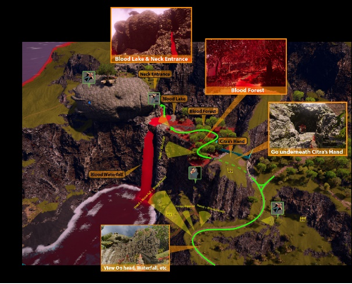 Blood Lake & Neck Entrance
Neck Entrance
Blood Forest
Blood Lake
Blood Forest
Citra's Hand
Go underneath Citra's Hand
Blood Waterfall
View On head, Waterfall, etc